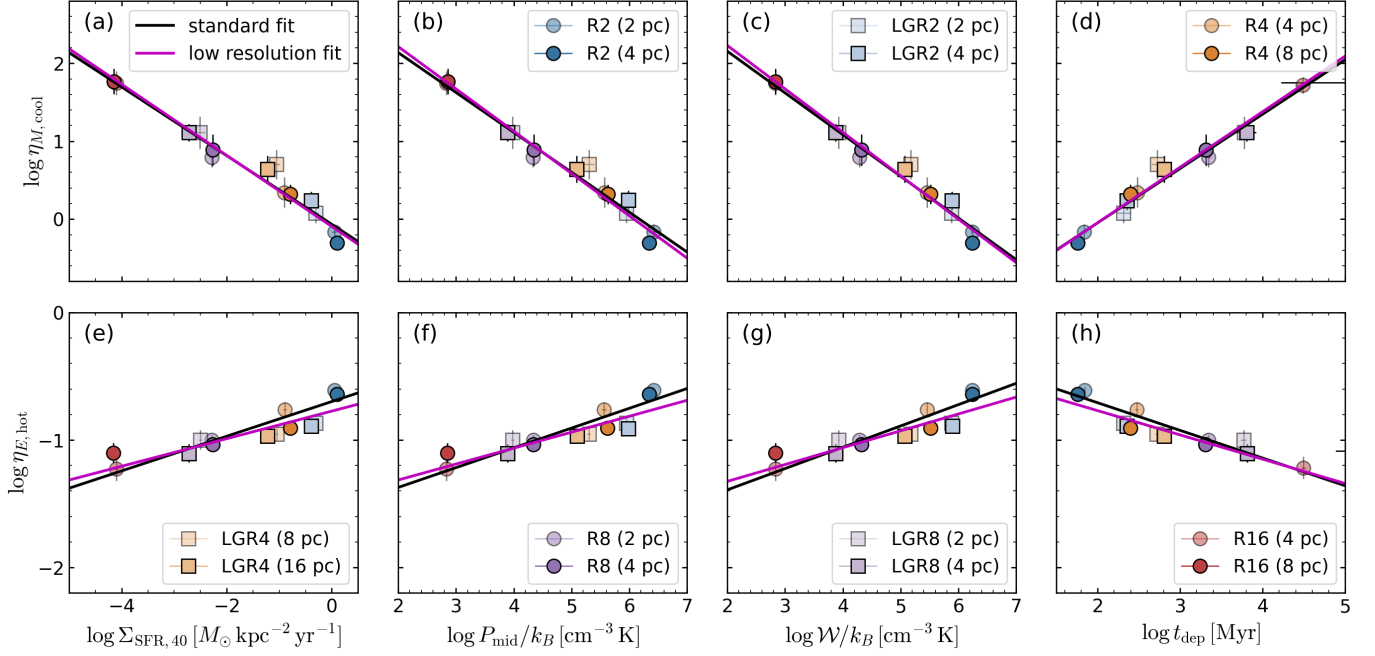 (a)
standard fit
low resolution fit
(b)
R2 (2 pc)
R2 (4 pc)
(c)
LGR2 (2 pc)
LGR2 (4 pc)
(d)
R4 (4 pc)
R4 (8 pc)
log η_{M, cool}
2
1
0
(e)
LGR4 (8 pc)
LGR4 (16 pc)
(f)
R8 (2 pc)
R8 (4 pc)
(g)
LGR8 (2 pc)
LGR8 (4 pc)
(h)
R16 (4 pc)
R16 (8 pc)
log η_{E, hot}
0
−1
−2
−4 −2 0
2 3 4 5 6 7
2 3 4 5 6 7
2 3 4 5
log Σ_{SFR, 40} [M_⊙ kpc^{−2} yr^{−1}]
log P_{mid}/k_B [cm^{−3} K]
log 𝒲/k_B [cm^{−3} K]
log t_{dep} [Myr]